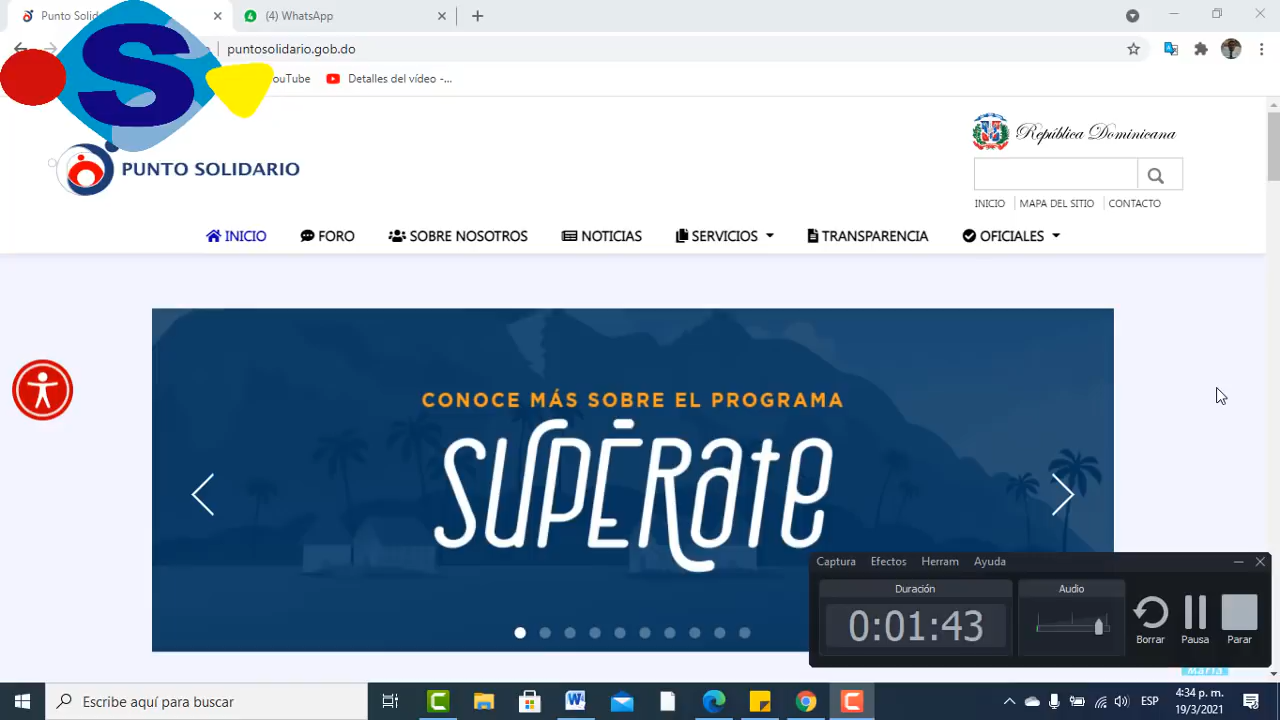 Punto Solid
(4) WhatsApp
puntosolidario.gob.do
ouTube
Detalles del vídeo -...
S
PUNTO SOLIDARIO
República Dominicana
INICIO
MAPA DEL SITIO
CONTACTO
INICIO
FORO
SOBRE NOSOTROS
NOTICIAS
SERVICIOS
TRANSPARENCIA
OFICIALES
CONOCE MÁS SOBRE EL PROGRAMA
SUPĒRate
Captura
Efectos
Herram
Ayuda
Duración
Audio
0:01:43
Borrar
Pausa
Parar
María
Escribe aquí para buscar
ESP
4:34 p. m.
19/3/2021